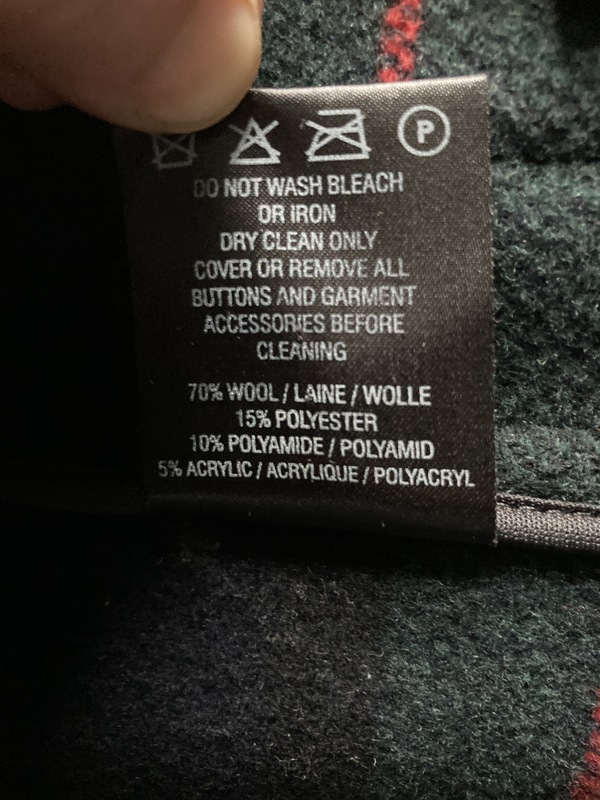 P
DO NOT WASH BLEACH
OR IRON
DRY CLEAN ONLY
COVER OR REMOVE ALL
BUTTONS AND GARMENT
ACCESSORIES BEFORE
CLEANING
70% WOOL / LAINE / WOLLE
15% POLYESTER
10% POLYAMIDE / POLYAMID
5% ACRYLIC / ACRYLIQUE / POLYACRYL